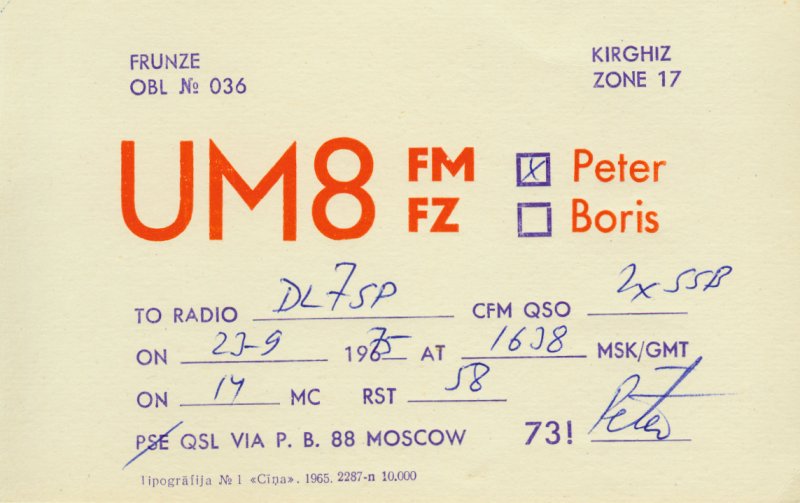 FRUNZE
OBL № 036
KIRGHIZ
ZONE 17
UM8 FM FZ
x Peter
Boris
TO RADIO DL7SP CFM QSO 2x SSB
ON 23-9 1975 AT 1638 MSK/GMT
ON 14 MC RST 58
PSE QSL VIA P. B. 88 MOSCOW 73! Peter
Tipogrāfija № 1 «Cīņa». 1965. 2287-n 10.000